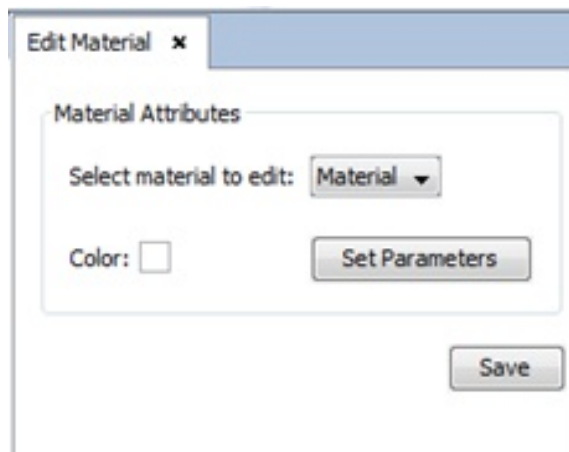 Edit Material
Material Attributes
Select material to edit: Material
Color: Set Parameters
Save